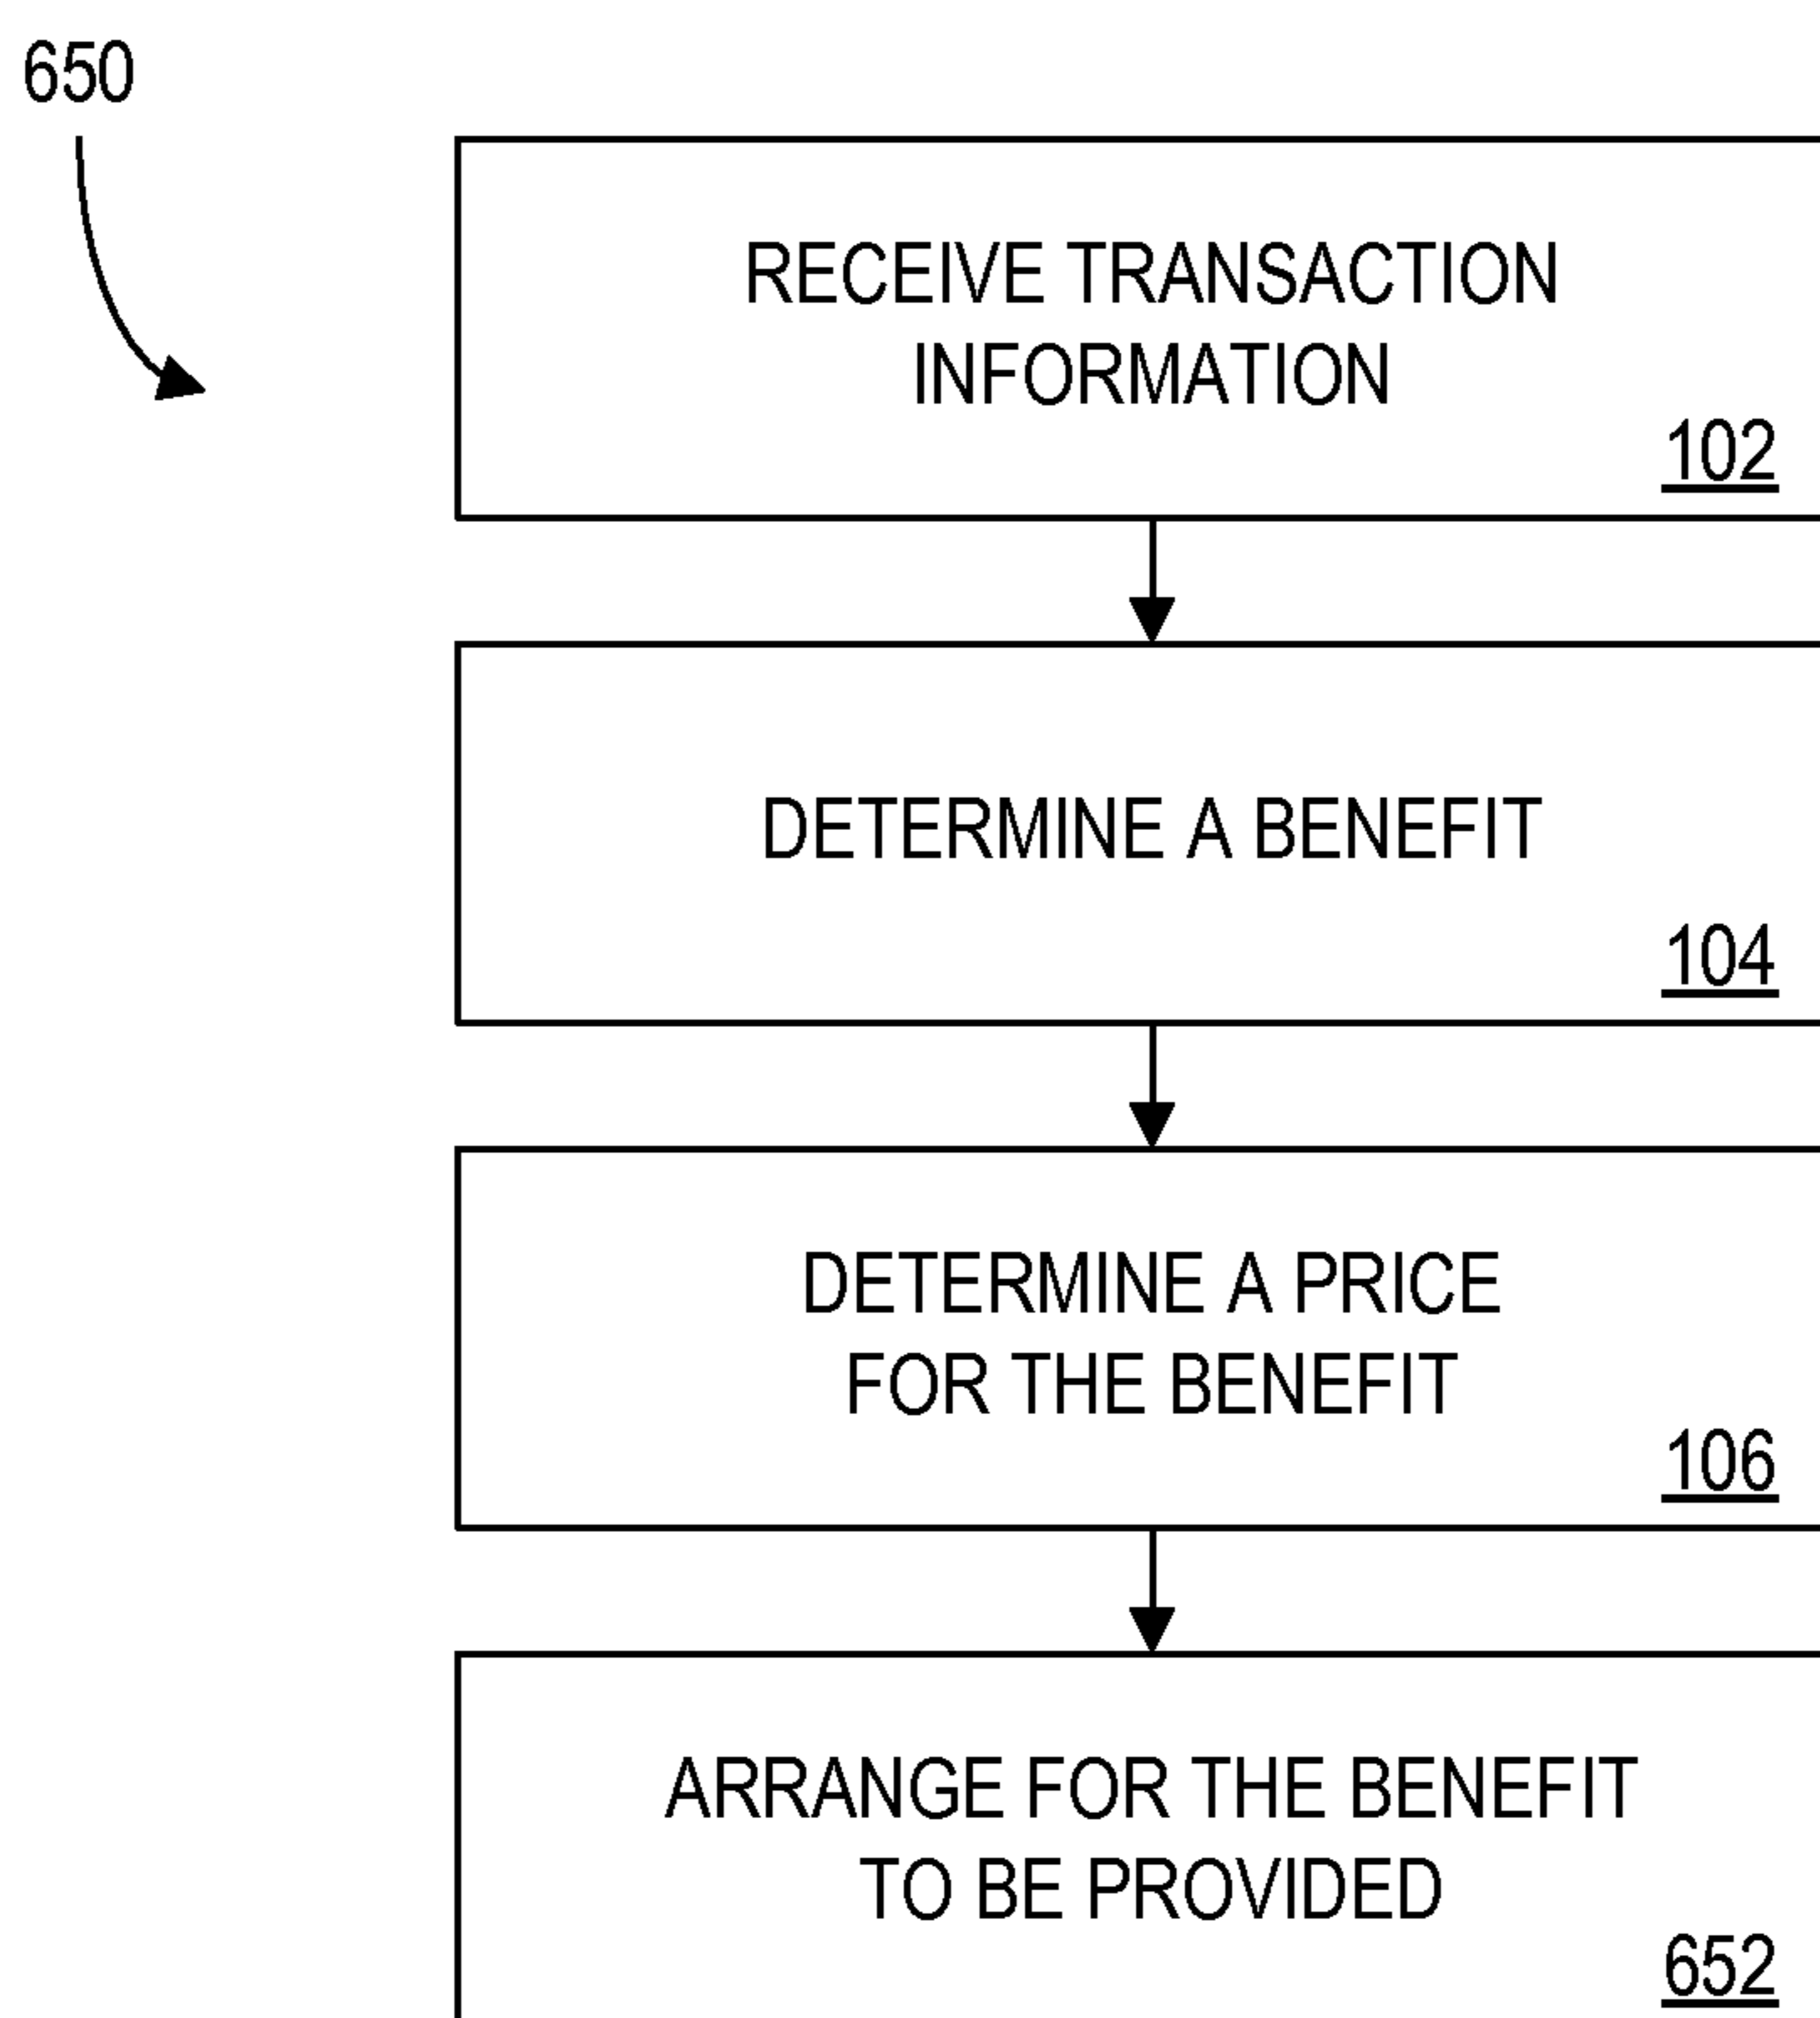 650
RECEIVE TRANSACTION
INFORMATION
102
DETERMINE A BENEFIT
104
DETERMINE A PRICE
FOR THE BENEFIT
106
ARRANGE FOR THE BENEFIT
TO BE PROVIDED
652